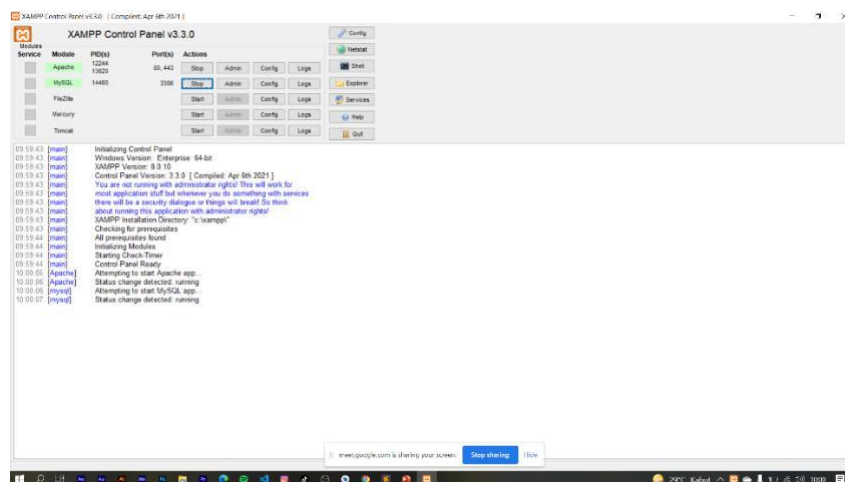 XAMPP Control Panel v3.3.0 [ Compiled: Apr 6th 2021 ]
XAMPP Control Panel v3.3.0
Config
Netstat
Shell
Explorer
Services
Help
Quit
Modules
Service Module PID(s) Port(s) Actions
Apache 12244 13820 80, 443 Stop Admin Config Logs
MySQL 14460 3306 Stop Admin Config Logs
FileZilla Start Admin Config Logs
Mercury Start Admin Config Logs
Tomcat Start Admin Config Logs
09:59:43 [main] Initializing Control Panel
09:59:43 [main] Windows Version: Enterprise 64-bit
09:59:43 [main] XAMPP Version: 8.0.10
09:59:43 [main] Control Panel Version: 3.3.0 [ Compiled: Apr 6th 2021 ]
09:59:43 [main] You are not running with administrator rights! This will work for
09:59:43 [main] most application stuff but whenever you do something with services
09:59:43 [main] there will be a security dialogue or things will break! So think
09:59:43 [main] about running this application with administrator rights!
09:59:43 [main] XAMPP Installation Directory: "c:\xampp\"
09:59:43 [main] Checking for prerequisites
09:59:44 [main] All prerequisites found
09:59:44 [main] Initializing Modules
09:59:44 [main] Starting Check-Timer
09:59:44 [main] Control Panel Ready
10:00:05 [Apache] Attempting to start Apache app...
10:00:06 [Apache] Status change detected: running
10:00:06 [mysql] Attempting to start MySQL app...
10:00:07 [mysql] Status change detected: running
meet.google.com is sharing your screen. Stop sharing Hide
29°C Kabut